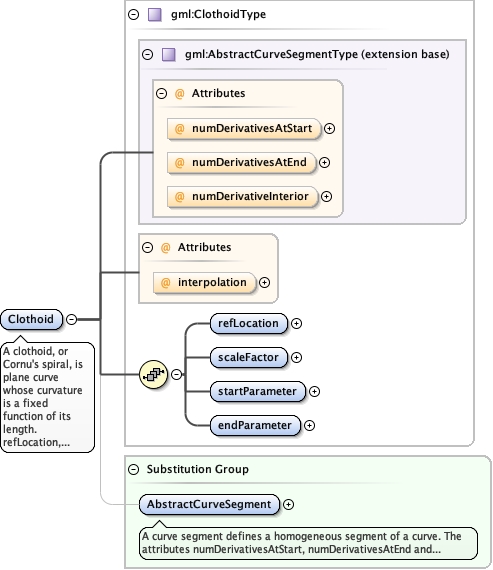 gml:ClothoidType
gml:AbstractCurveSegmentType (extension base)
@ Attributes
@ numDerivativesAtStart
@ numDerivativesAtEnd
@ numDerivativeInterior
@ Attributes
@ interpolation
Clothoid
A clothoid, or
Cornu's spiral, is
plane curve
whose curvature
is a fixed
function of its
length.
refLocation,...
refLocation
scaleFactor
startParameter
endParameter
Substitution Group
AbstractCurveSegment
A curve segment defines a homogeneous segment of a curve. The
attributes numDerivativesAtStart, numDerivativesAtEnd and...